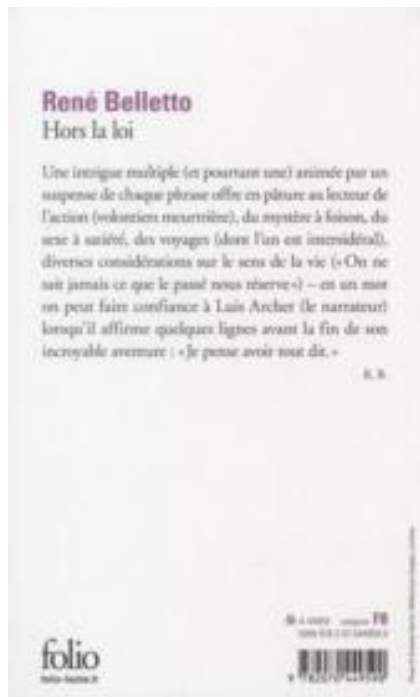 René Belletto
Hors la loi
Une intrigue multiple (et pourtant une) animée par un
suspense de chaque phrase offre en pâture au lecteur de
l'action (volontiers meurtrière), du mystère à foison, du
sexe à satiété, des voyages (dont l'un est intersidéral),
diverses considérations sur le sens de la vie (« On ne
sait jamais ce que le passé nous réserve ») – en un mot
on peut faire confiance à Luis Archer (le narrateur)
lorsqu'il affirme quelques lignes avant la fin de son
incroyable aventure : « Je pense avoir tout dit. »
R. B.
folio
folio-lesite.fr